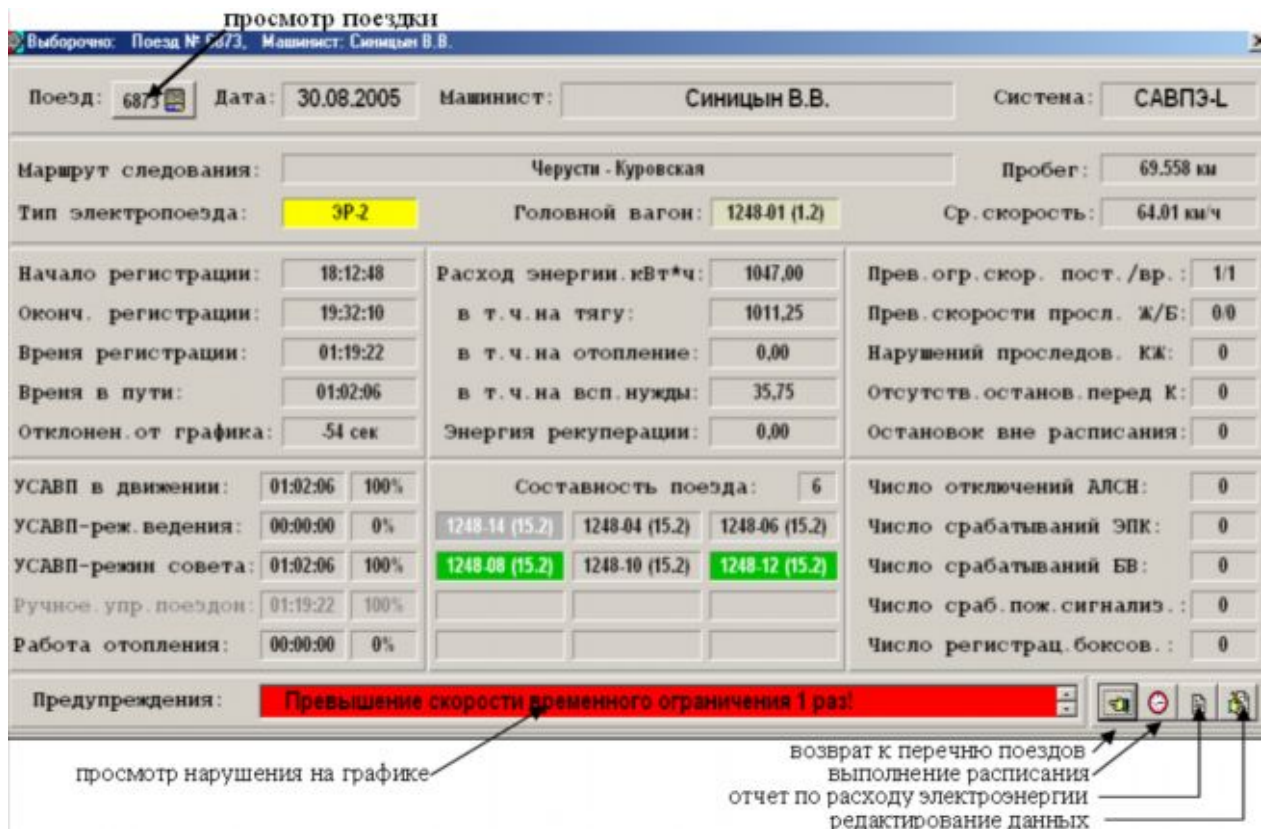 просмотр поездки
Выборочно: Поезд № 6873, Машинист: Синицын В.В.
Поезд: 6873 Дата: 30.08.2005 Машинист: Синицын В.В. Система: САВПЭ-L
Маршрут следования: Черусти - Куровская Пробег: 69.558 км
Тип электропоезда: ЭР-2 Головной вагон: 1248-01 (1.2) Ср.скорость: 64.01 км/ч
Начало регистрации: 18:12:48 Расход энергии.кВт*ч: 1047,00 Прев.огр.скор. пост./вр.: 1/1
Оконч. регистрации: 19:32:10 в т.ч.на тягу: 1011,25 Прев.скорости просл. Ж/Б: 0/0
Время регистрации: 01:19:22 в т.ч.на отопление: 0,00 Нарушений проследов. КЖ: 0
Время в пути: 01:02:06 в т.ч.на всп.нужды: 35,75 Отсутств.останов.перед К: 0
Отклонен.от графика: -54 сек Энергия рекуперации: 0,00 Остановок вне расписания: 0
УСАВП в движении: 01:02:06 100% Составность поезда: 6 Число отключений АЛСН: 0
УСАВП-реж.ведения: 00:00:00 0% 1248-14 (15.2) 1248-04 (15.2) 1248-06 (15.2) Число срабатываний ЭПК: 0
УСАВП-режим совета: 01:02:06 100% 1248-08 (15.2) 1248-10 (15.2) 1248-12 (15.2) Число срабатываний БВ: 0
Ручное.упр.поездом: 01:19:22 100% Число сраб.пож.сигнализ.: 0
Работа отопления: 00:00:00 0% Число регистрац.боксов.: 0
Предупреждения: Превышение скорости временного ограничения 1 раз!
возврат к перечню поездов
просмотр нарушения на графике
выполнение расписания
отчет по расходу электроэнергии
редактирование данных